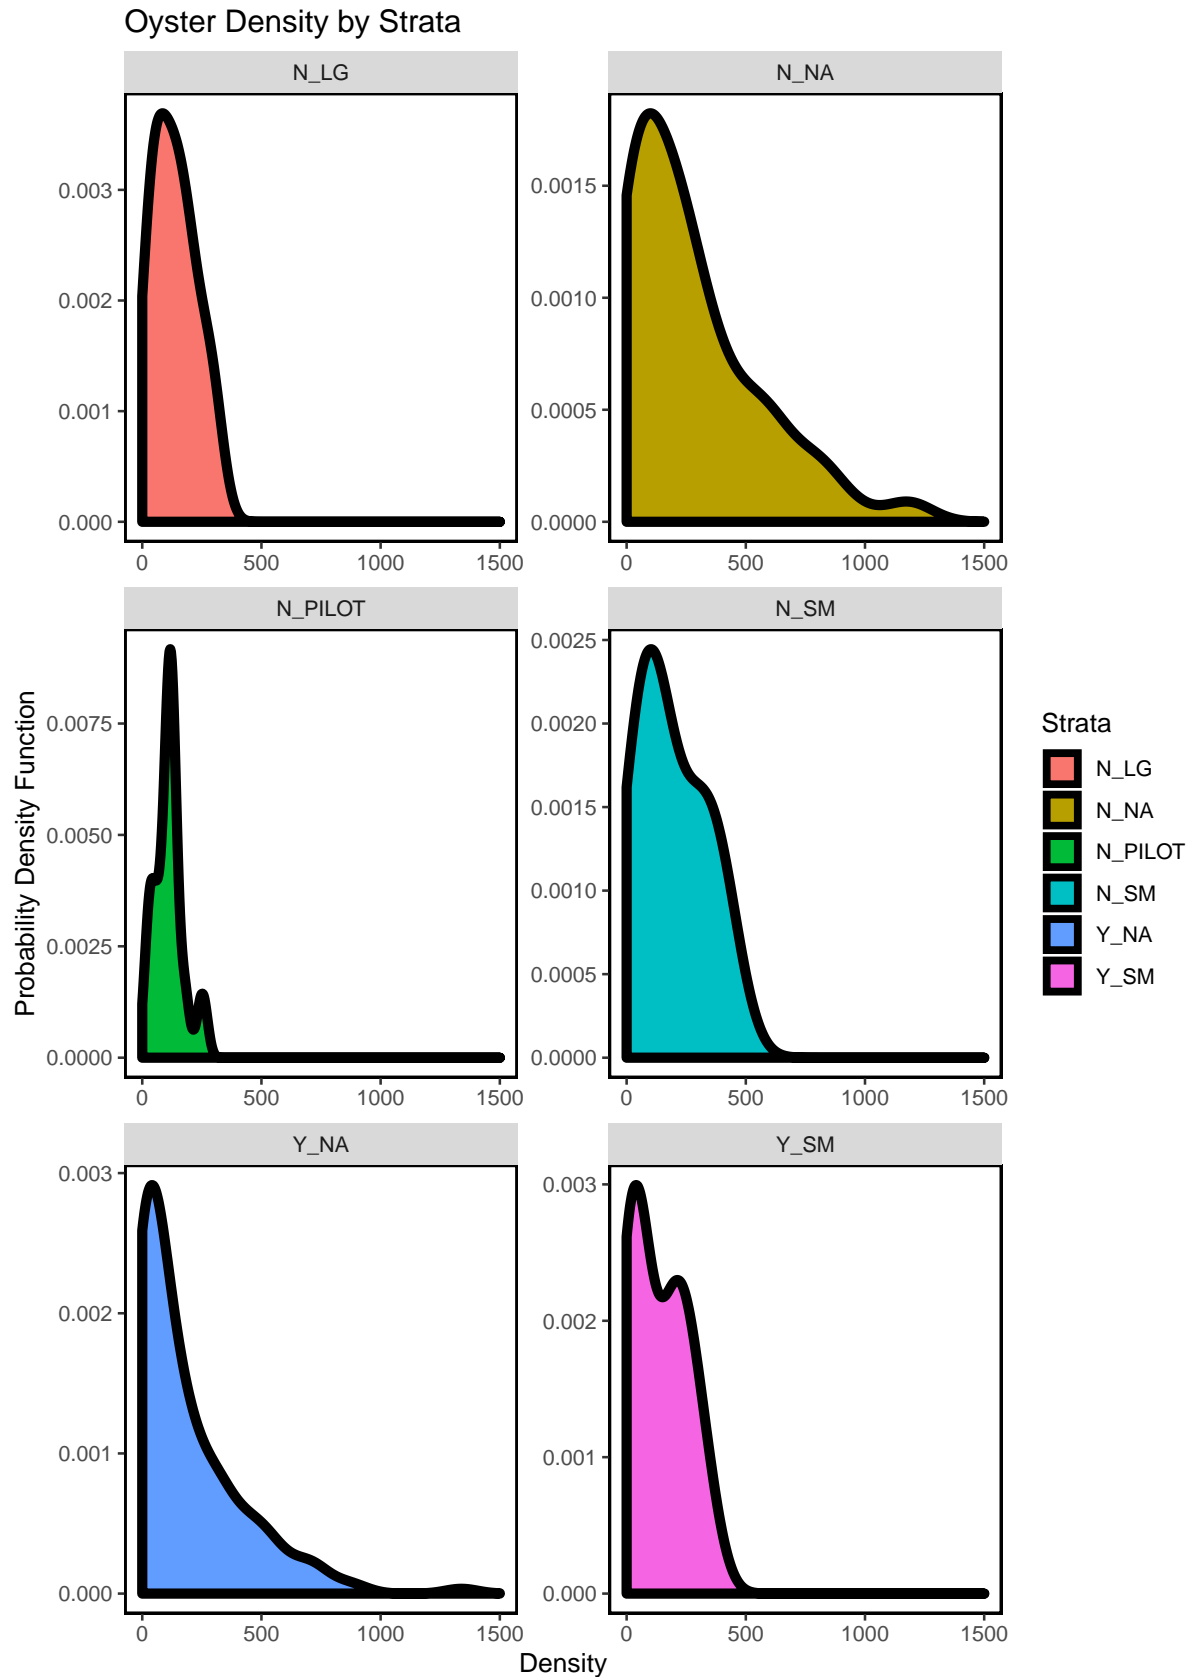 Oyster Density by Strata
N_LG
N_NA
0.003
0.002
0.001
0.000
0.0015
0.0010
0.0005
0.0000
0 500 1000 1500
0 500 1000 1500
N_PILOT
N_SM
0.0075
0.0050
0.0025
0.0000
0.0025
0.0020
0.0015
0.0010
0.0005
0.0000
0 500 1000 1500
0 500 1000 1500
Y_NA
Y_SM
0.003
0.002
0.001
0.000
0.003
0.002
0.001
0.000
0 500 1000 1500
0 500 1000 1500
Probability Density Function
Density
Strata
N_LG
N_NA
N_PILOT
N_SM
Y_NA
Y_SM